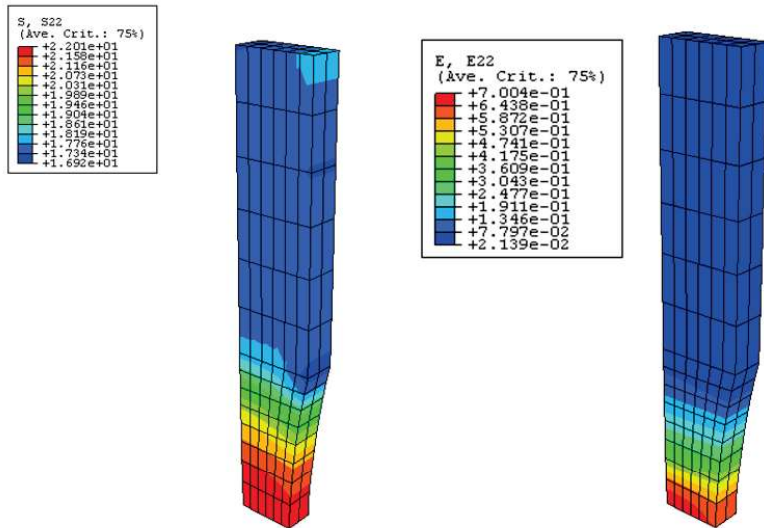 S, S22
(Ave. Crit.: 75%)
+2.201e+01
+2.158e+01
+2.116e+01
+2.073e+01
+2.031e+01
+1.989e+01
+1.946e+01
+1.904e+01
+1.861e+01
+1.819e+01
+1.776e+01
+1.734e+01
+1.692e+01
E, E22
(Ave. Crit.: 75%)
+7.004e-01
+6.438e-01
+5.872e-01
+5.307e-01
+4.741e-01
+4.175e-01
+3.609e-01
+3.043e-01
+2.477e-01
+1.911e-01
+1.346e-01
+7.797e-02
+2.139e-02